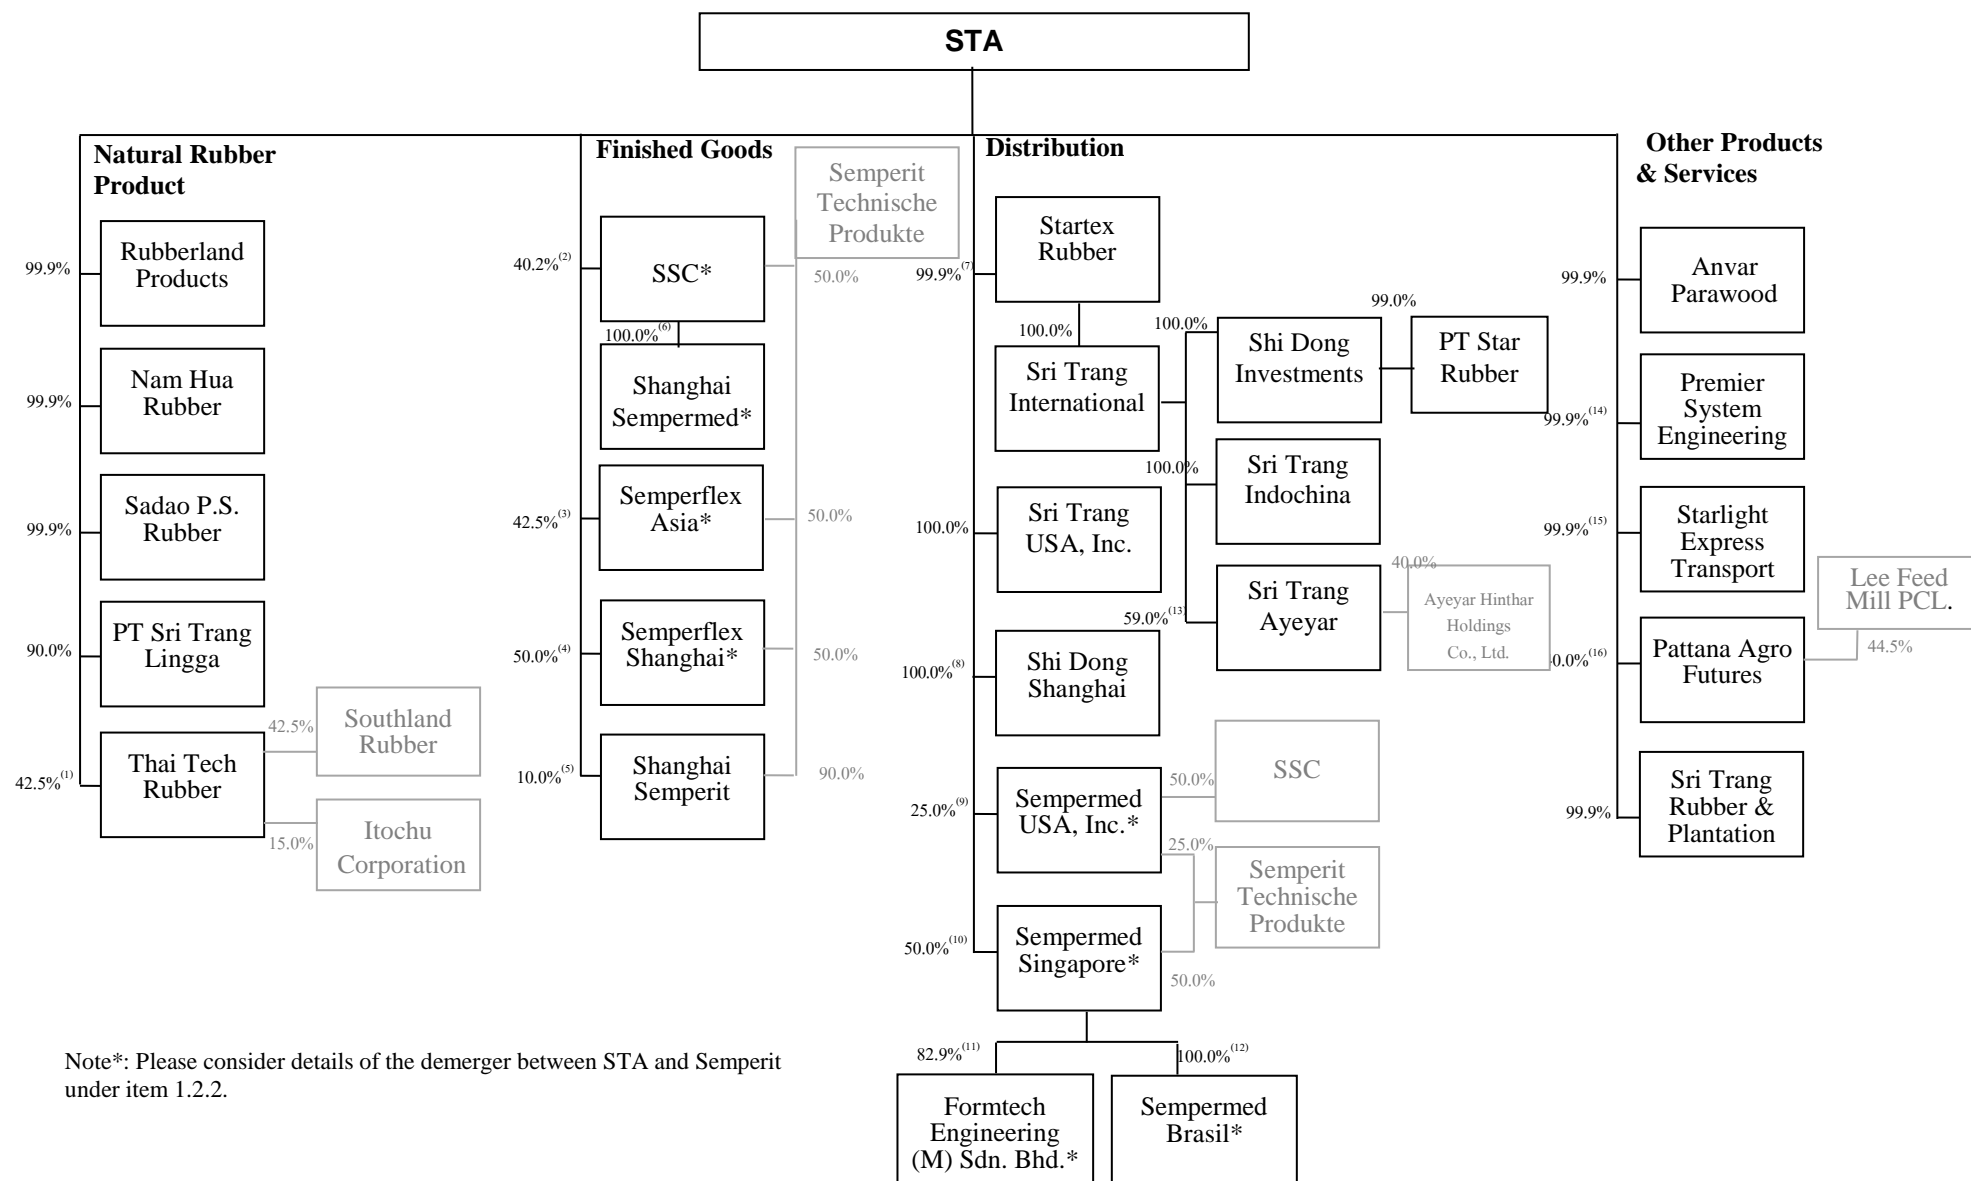 STA
Natural Rubber
Product
Rubberland
Products
99.9%
Nam Hua
Rubber
99.9%
Sadao P.S.
Rubber
99.9%
PT Sri Trang
Lingga
90.0%
Thai Tech
Rubber
42.5%(1)
42.5%
Southland
Rubber
15.0%
Itochu
Corporation
Finished Goods
Semperit
Technische
Produkte
40.2%(2)
SSC*
50.0%
100.0%(6)
Shanghai
Sempermed*
42.5%(3)
Semperflex
Asia*
50.0%
50.0%(4)
Semperflex
Shanghai*
50.0%
10.0%(5)
Shanghai
Semperit
90.0%
Distribution
Startex
Rubber
99.9%(7)
100.0%
Sri Trang
International
100.0%
Shi Dong
Investments
99.0%
PT Star
Rubber
100.0%
Sri Trang
Indochina
59.0%(13)
Sri Trang
Ayeyar
40.0%
Ayeyar Hinthar
Holdings
Co., Ltd.
100.0%
Sri Trang
USA, Inc.
100.0%(8)
Shi Dong
Shanghai
25.0%(9)
Sempermed
USA, Inc.*
50.0%
SSC
25.0%
Semperit
Technische
Produkte
50.0%(10)
Sempermed
Singapore*
50.0%
82.9%(11)
Formtech
Engineering
(M) Sdn. Bhd.*
100.0%(12)
Sempermed
Brasil*
Other Products
& Services
99.9%
Anvar
Parawood
99.9%(14)
Premier
System
Engineering
99.9%(15)
Starlight
Express
Transport
0.0%(16)
Pattana Agro
Futures
Lee Feed
Mill PCL.
44.5%
99.9%
Sri Trang
Rubber &
Plantation
Note*: Please consider details of the demerger between STA and Semperit
under item 1.2.2.